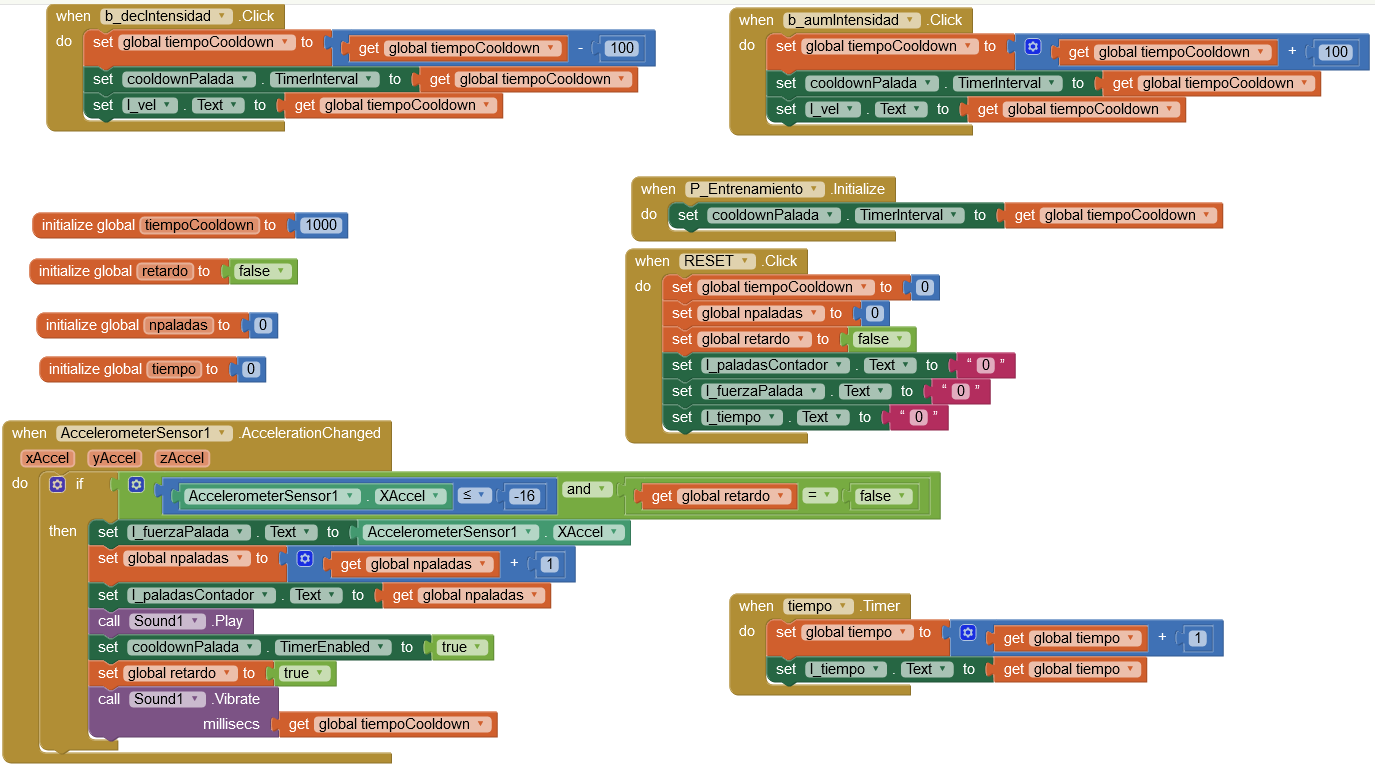 when b_decIntensidad .Click
do set global tiempoCooldown to get global tiempoCooldown - 100
set cooldownPalada . TimerInterval to get global tiempoCooldown
set l_vel . Text to get global tiempoCooldown
when b_aumIntensidad .Click
do set global tiempoCooldown to get global tiempoCooldown + 100
set cooldownPalada . TimerInterval to get global tiempoCooldown
set l_vel . Text to get global tiempoCooldown
when P_Entrenamiento .Initialize
do set cooldownPalada . TimerInterval to get global tiempoCooldown
initialize global tiempoCooldown to 1000
initialize global retardo to false
initialize global npaladas to 0
initialize global tiempo to 0
when RESET .Click
do set global tiempoCooldown to 0
set global npaladas to 0
set global retardo to false
set l_paladasContador . Text to “ 0 ”
set l_fuerzaPalada . Text to “ 0 ”
set l_tiempo . Text to “ 0 ”
when AccelerometerSensor1 .AccelerationChanged
xAccel yAccel zAccel
do if AccelerometerSensor1 . XAccel ≤ -16 and get global retardo = false
then set l_fuerzaPalada . Text to AccelerometerSensor1 . XAccel
set global npaladas to get global npaladas + 1
set l_paladasContador . Text to get global npaladas
call Sound1 .Play
set cooldownPalada . TimerEnabled to true
set global retardo to true
call Sound1 .Vibrate
millisecs get global tiempoCooldown
when tiempo .Timer
do set global tiempo to get global tiempo + 1
set l_tiempo . Text to get global tiempo